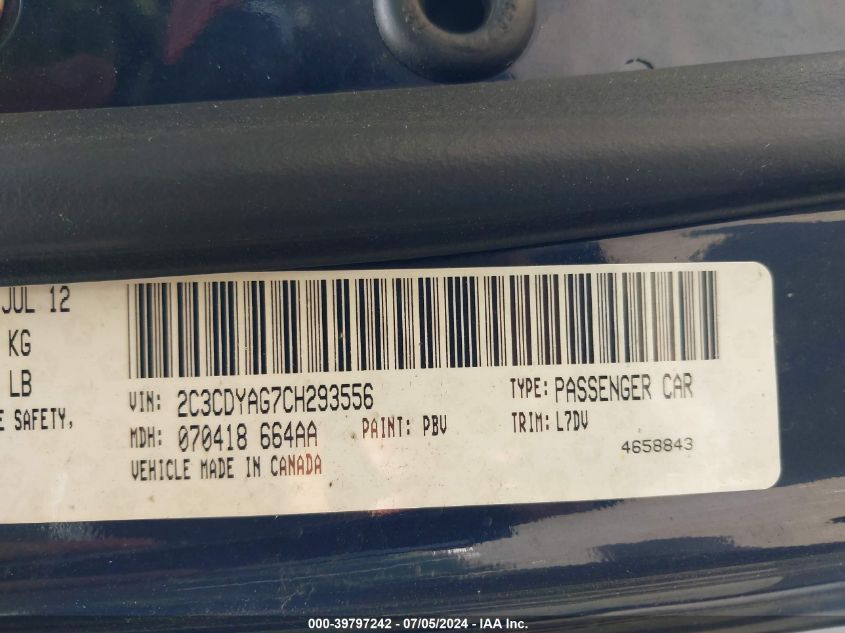 JUL 12
KG
LB
E SAFETY,
VIN: 2C3CDYAG7CH293556
TYPE: PASSENGER CAR
MDH: 070418 664AA
PAINT: PBV
TRIM: L7DV
VEHICLE MADE IN CANADA
4658843
000-39797242 - 07/05/2024 - IAA Inc.